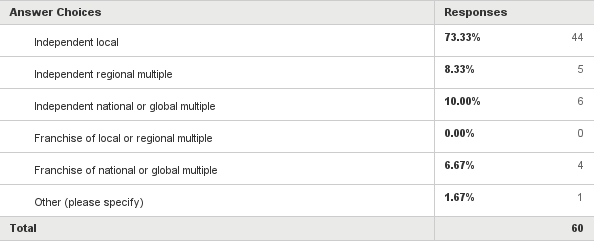 Answer Choices Responses
Independent local 73.33% 44
Independent regional multiple 8.33% 5
Independent national or global multiple 10.00% 6
Franchise of local or regional multiple 0.00% 0
Franchise of national or global multiple 6.67% 4
Other (please specify) 1.67% 1
Total 60